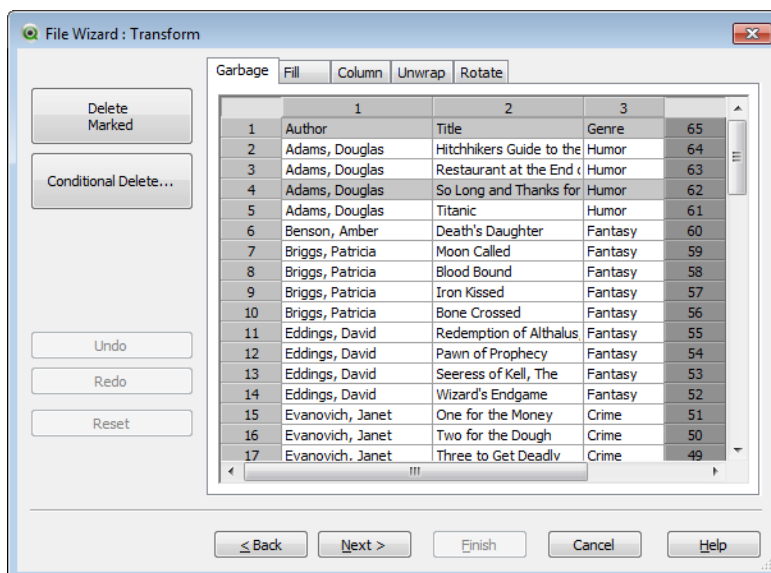 File Wizard : Transform
Garbage Fill Column Unwrap Rotate
Delete
Marked
Conditional Delete...
Undo
Redo
Reset
1 2 3
1 Author Title Genre 65
2 Adams, Douglas Hitchhikers Guide to the Humor 64
3 Adams, Douglas Restaurant at the End Humor 63
4 Adams, Douglas So Long and Thanks for Humor 62
5 Adams, Douglas Titanic Humor 61
6 Benson, Amber Death's Daughter Fantasy 60
7 Briggs, Patricia Moon Called Fantasy 59
8 Briggs, Patricia Blood Bound Fantasy 58
9 Briggs, Patricia Iron Kissed Fantasy 57
10 Briggs, Patricia Bone Crossed Fantasy 56
11 Eddings, David Redemption of Althalus, Fantasy 55
12 Eddings, David Pawn of Prophecy Fantasy 54
13 Eddings, David Seeress of Kell, The Fantasy 53
14 Eddings, David Wizard's Endgame Fantasy 52
15 Evanovich, Janet One for the Money Crime 51
16 Evanovich, Janet Two for the Dough Crime 50
17 Evanovich, Janet Three to Get Deadly Crime 49
< Back Next > Finish Cancel Help